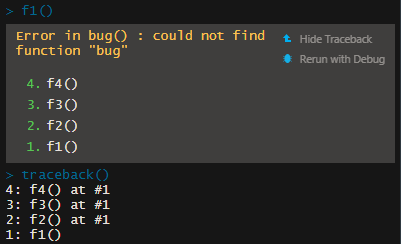 > f1()
Error in bug() : could not find
function "bug"
Hide Traceback
Rerun with Debug
4. f4()
3. f3()
2. f2()
1. f1()
> traceback()
4: f4() at #1
3: f3() at #1
2: f2() at #1
1: f1()